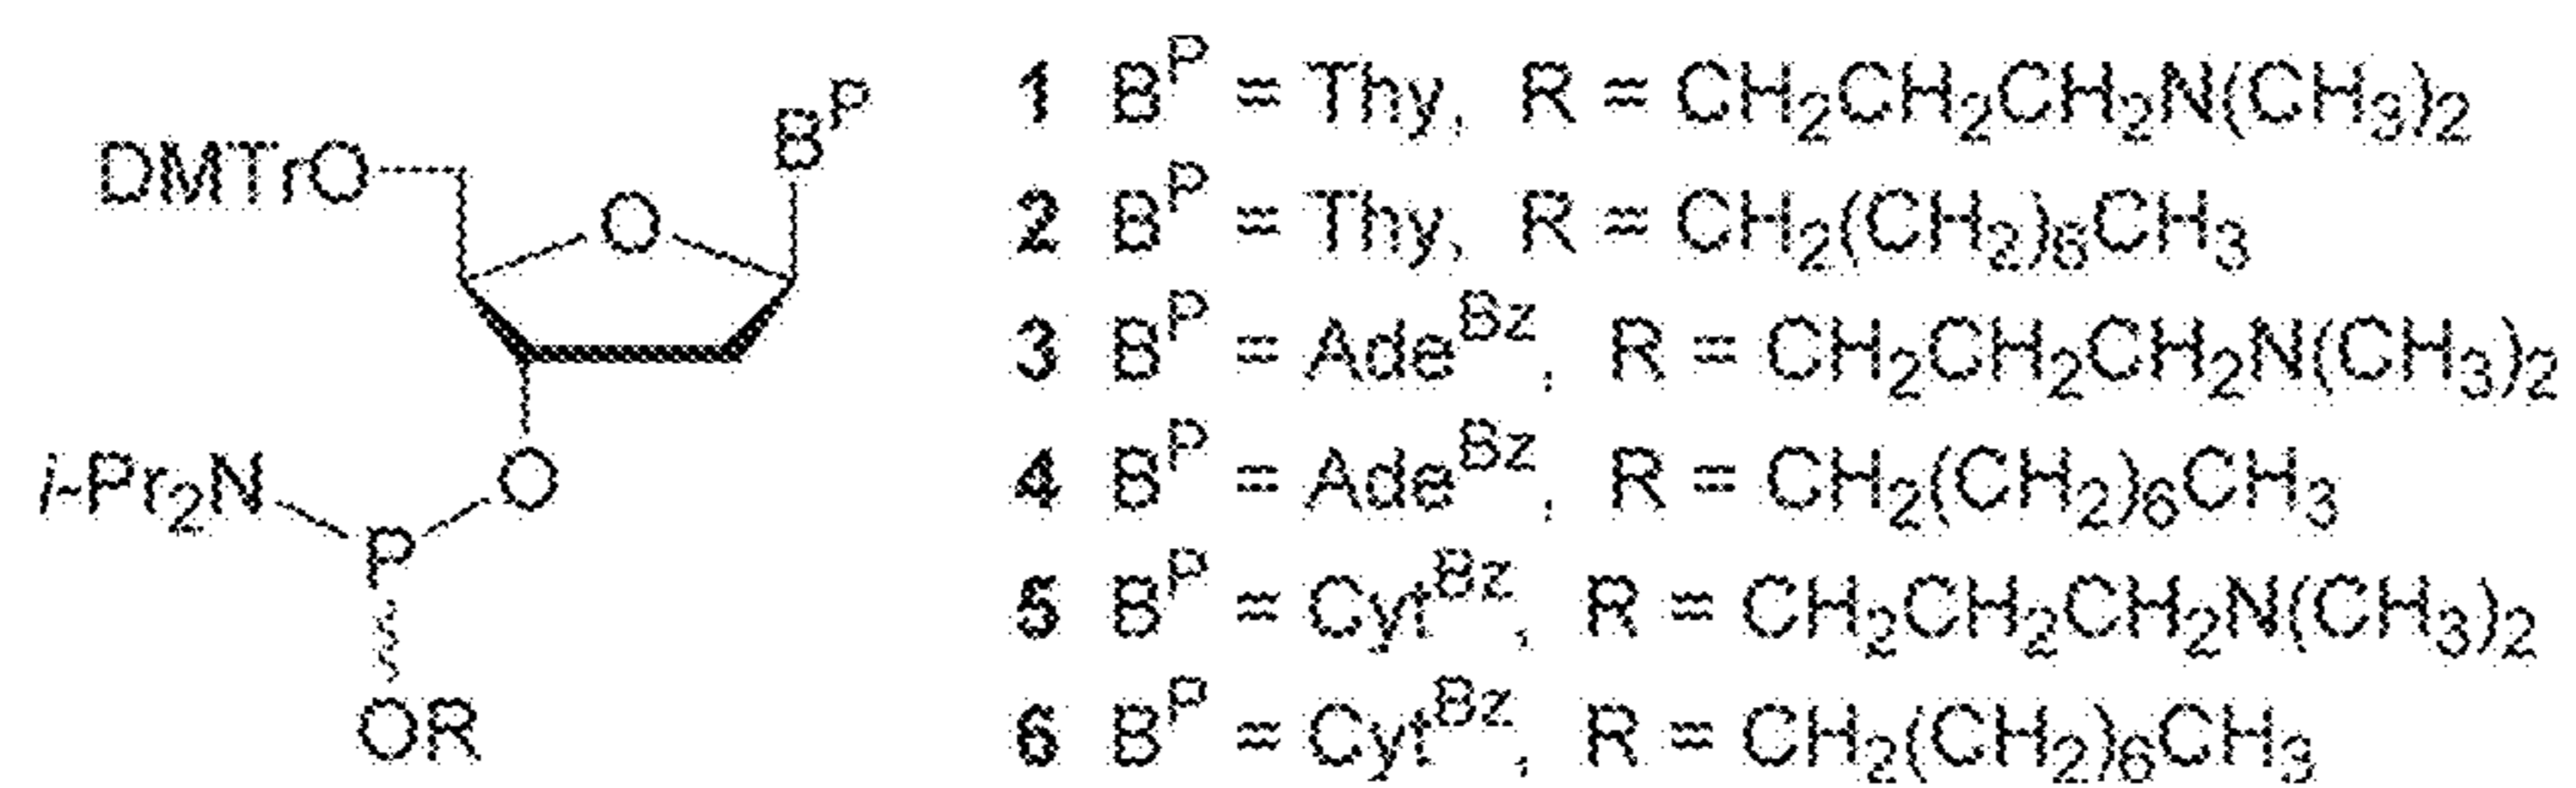 DMTrO
O
B^P
i-Pr₂N
O
P
OR
1 B^P = Thy, R = CH₂CH₂CH₂N(CH₃)₂
2 B^P = Thy, R = CH₂(CH₂)₆CH₃
3 B^P = Ade^Bz, R = CH₂CH₂CH₂N(CH₃)₂
4 B^P = Ade^Bz, R = CH₂(CH₂)₆CH₃
5 B^P = Cyt^Bz, R = CH₂CH₂CH₂N(CH₃)₂
6 B^P = Cyt^Bz, R = CH₂(CH₂)₆CH₃